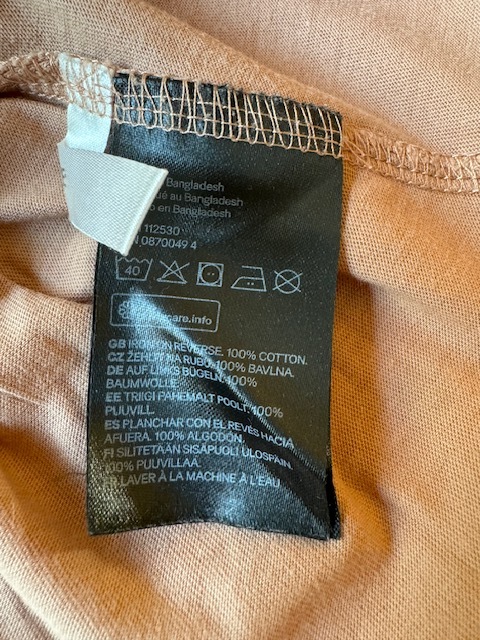 Bangladesh
au Bangladesh
en Bangladesh
112530
0870049 4
40
care.info
GB IRON ON REVERSE. 100% COTTON.
CZ ŽEHLIT NA RUBU. 100% BAVLNA.
DE AUF LINKS BÜGELN. 100%
BAUMWOLLE.
EE TRIIGI PAHEMALT POOLT. 100%
PUUVILL.
ES PLANCHAR CON EL REVÉS HACIA
AFUERA. 100% ALGODÓN.
FI SILITETÄÄN SISÄPUOLI ULOSPÄIN.
100% PUUVILLAA.
LAVER À LA MACHINE À L'EAU